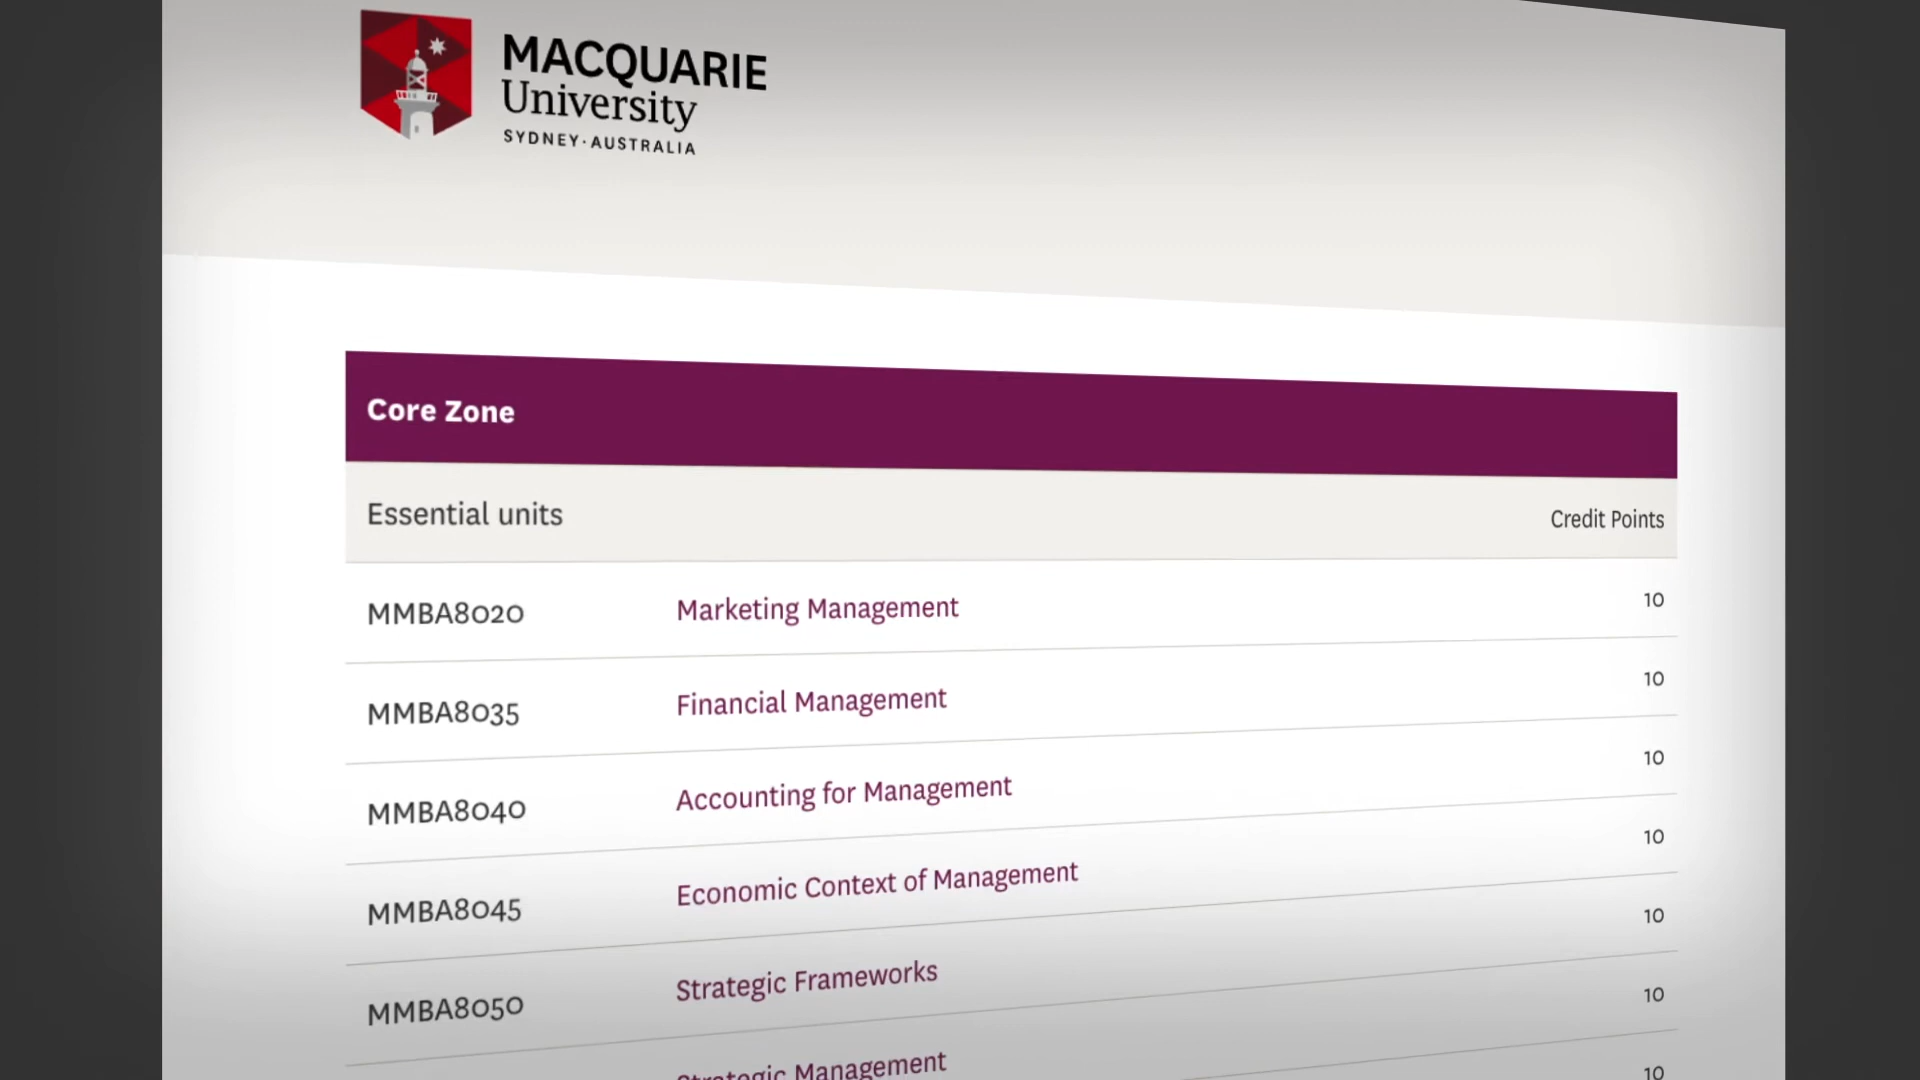 MACQUARIE
University
SYDNEY·AUSTRALIA
Core Zone
Essential units Credit Points
MMBA8020 Marketing Management 10
MMBA8035 Financial Management 10
MMBA8040 Accounting for Management 10
MMBA8045 Economic Context of Management 10
MMBA8050 Strategic Frameworks 10
Strategic Management 10
10